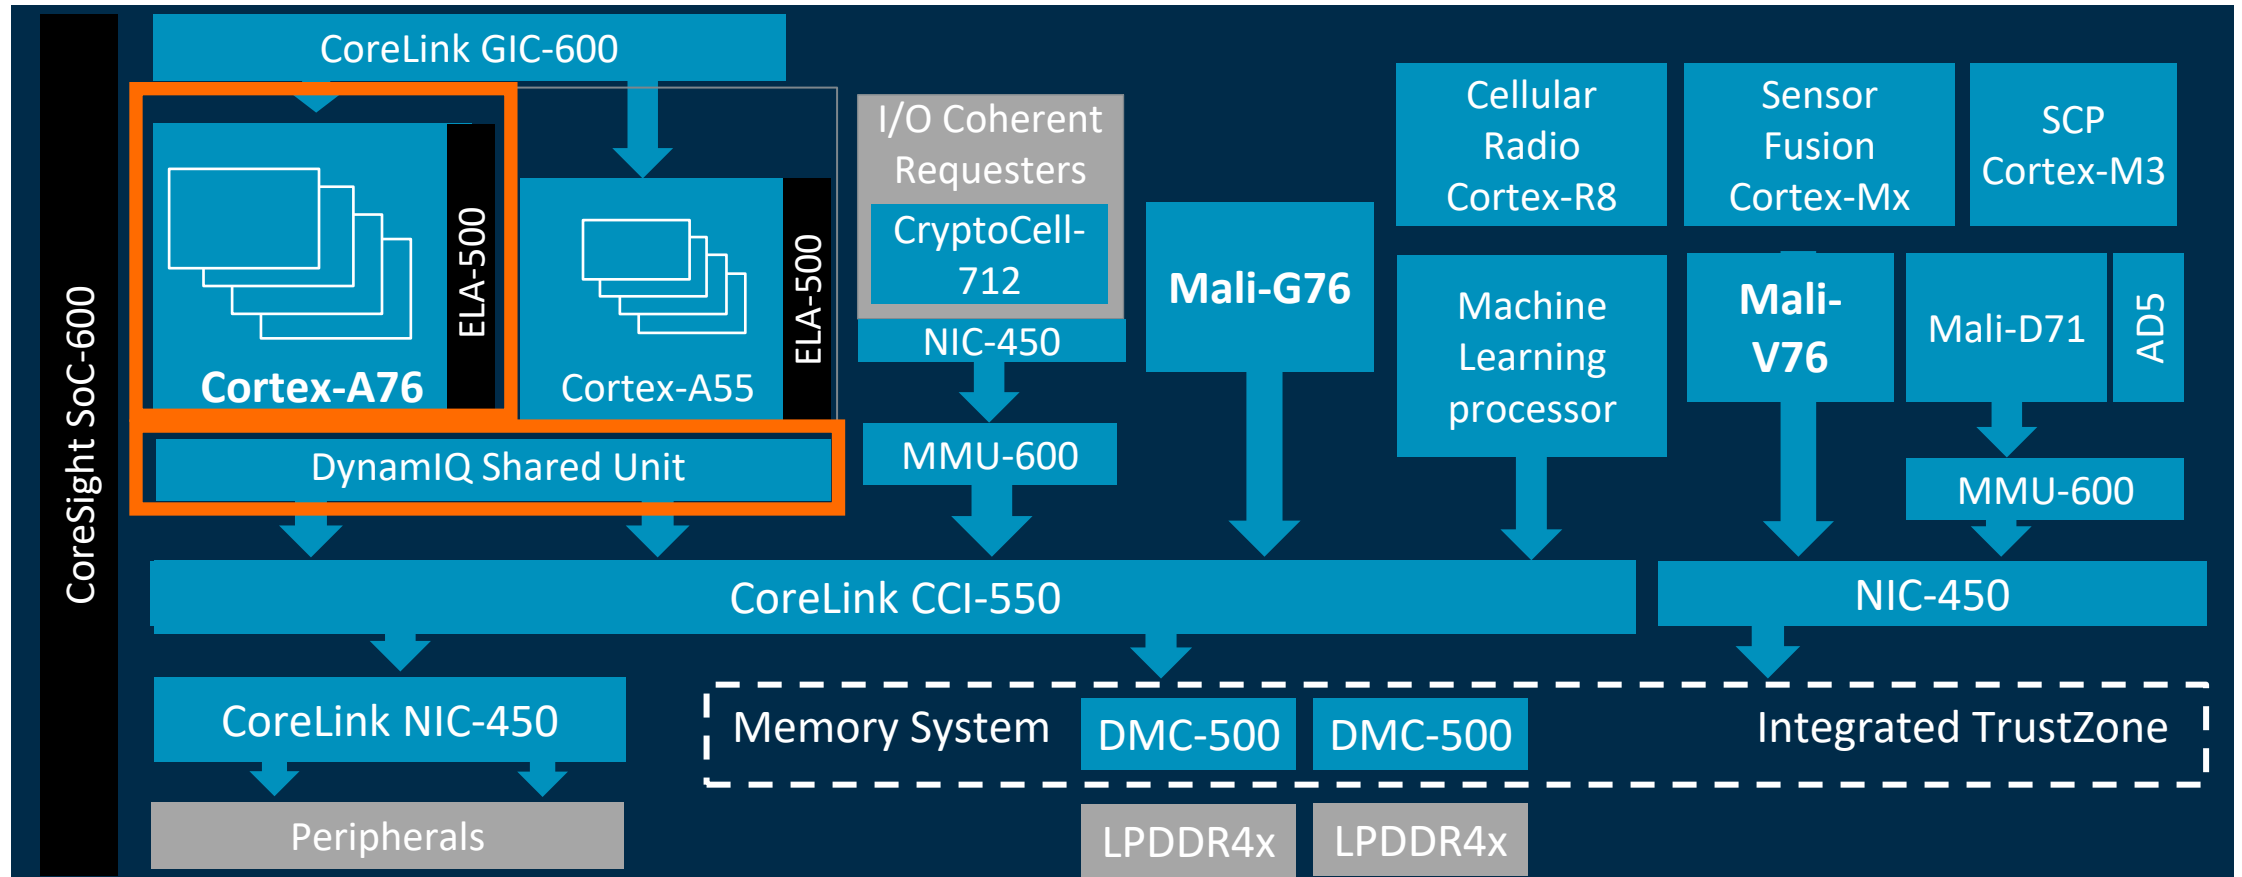 CoreSight SoC-600
CoreLink GIC-600
ELA-500
Cortex-A76
ELA-500
Cortex-A55
DynamIQ Shared Unit
I/O Coherent
Requesters
CryptoCell-
712
NIC-450
MMU-600
Mali-G76
Cellular
Radio
Cortex-R8
Sensor
Fusion
Cortex-Mx
SCP
Cortex-M3
Machine
Learning
processor
Mali-
V76
Mali-D71
AD5
MMU-600
CoreLink CCI-550
NIC-450
CoreLink NIC-450
Memory System
DMC-500
DMC-500
Integrated TrustZone
Peripherals
LPDDR4x
LPDDR4x